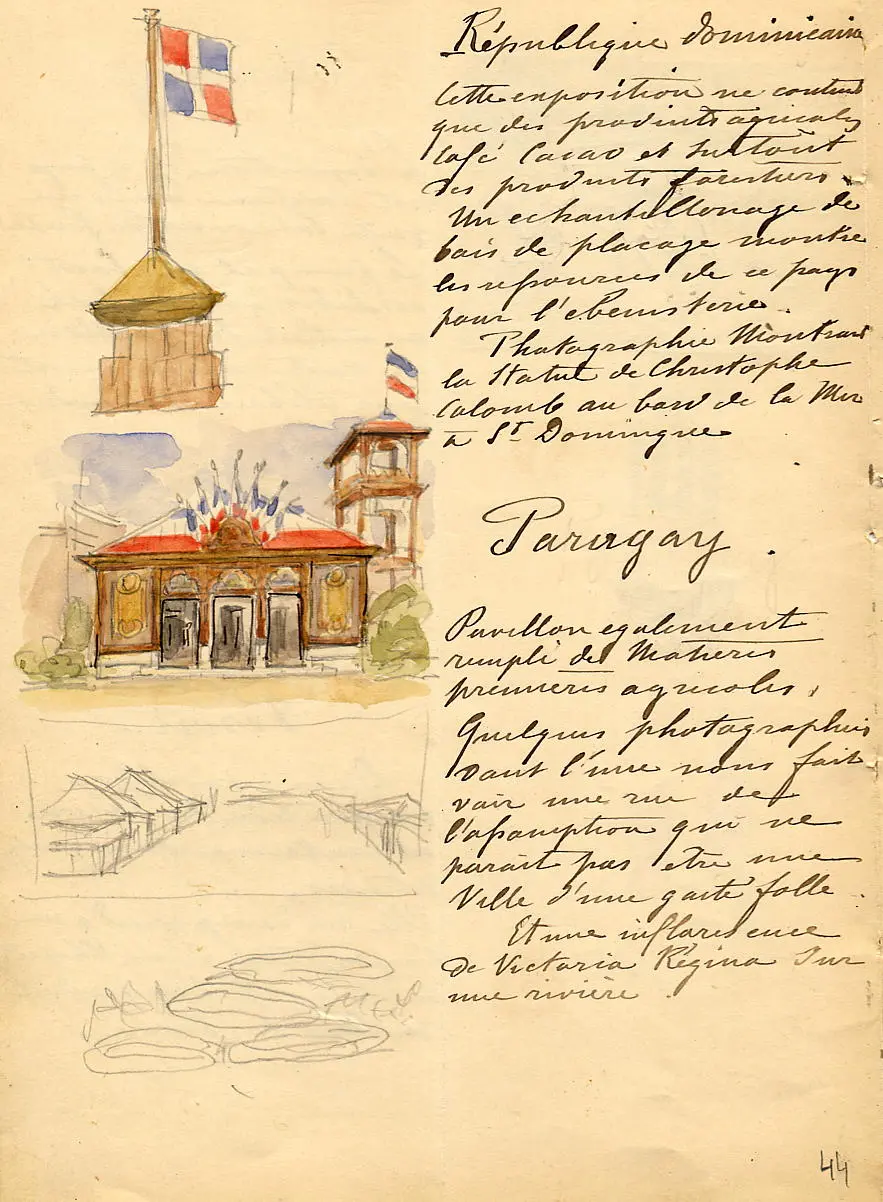 République dominicaine
Cette exposition ne contient
que des produits agricoles
Café Cacao et surtout
des produits forestiers.
Un echantillonage de
bois de placage montre
les ressources de ce pays
pour l'ebenisterie.
Photographie Montrant
la Statue de Christophe
Colomb au bord de la Mer
à St Domingue
Paragay.
Pavillon egalement
rempli de Matieres
premieres agricoles,
Quelques photographies
dont l'une nous fait
voir une rue de
l'assomption qui ne
parait pas etre une
Ville d'une gaité folle.
Et une inflorescence
de Victoria Regina sur
une rivière.
44